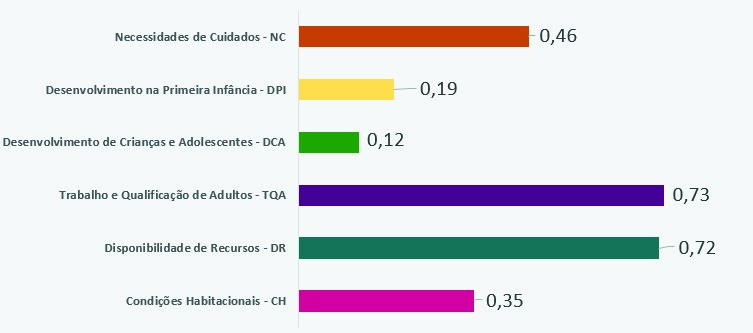 Necessidades de Cuidados - NC 0,46
Desenvolvimento na Primeira Infância - DPI 0,19
Desenvolvimento de Crianças e Adolescentes - DCA 0,12
Trabalho e Qualificação de Adultos - TQA 0,73
Disponibilidade de Recursos - DR 0,72
Condições Habitacionais - CH 0,35